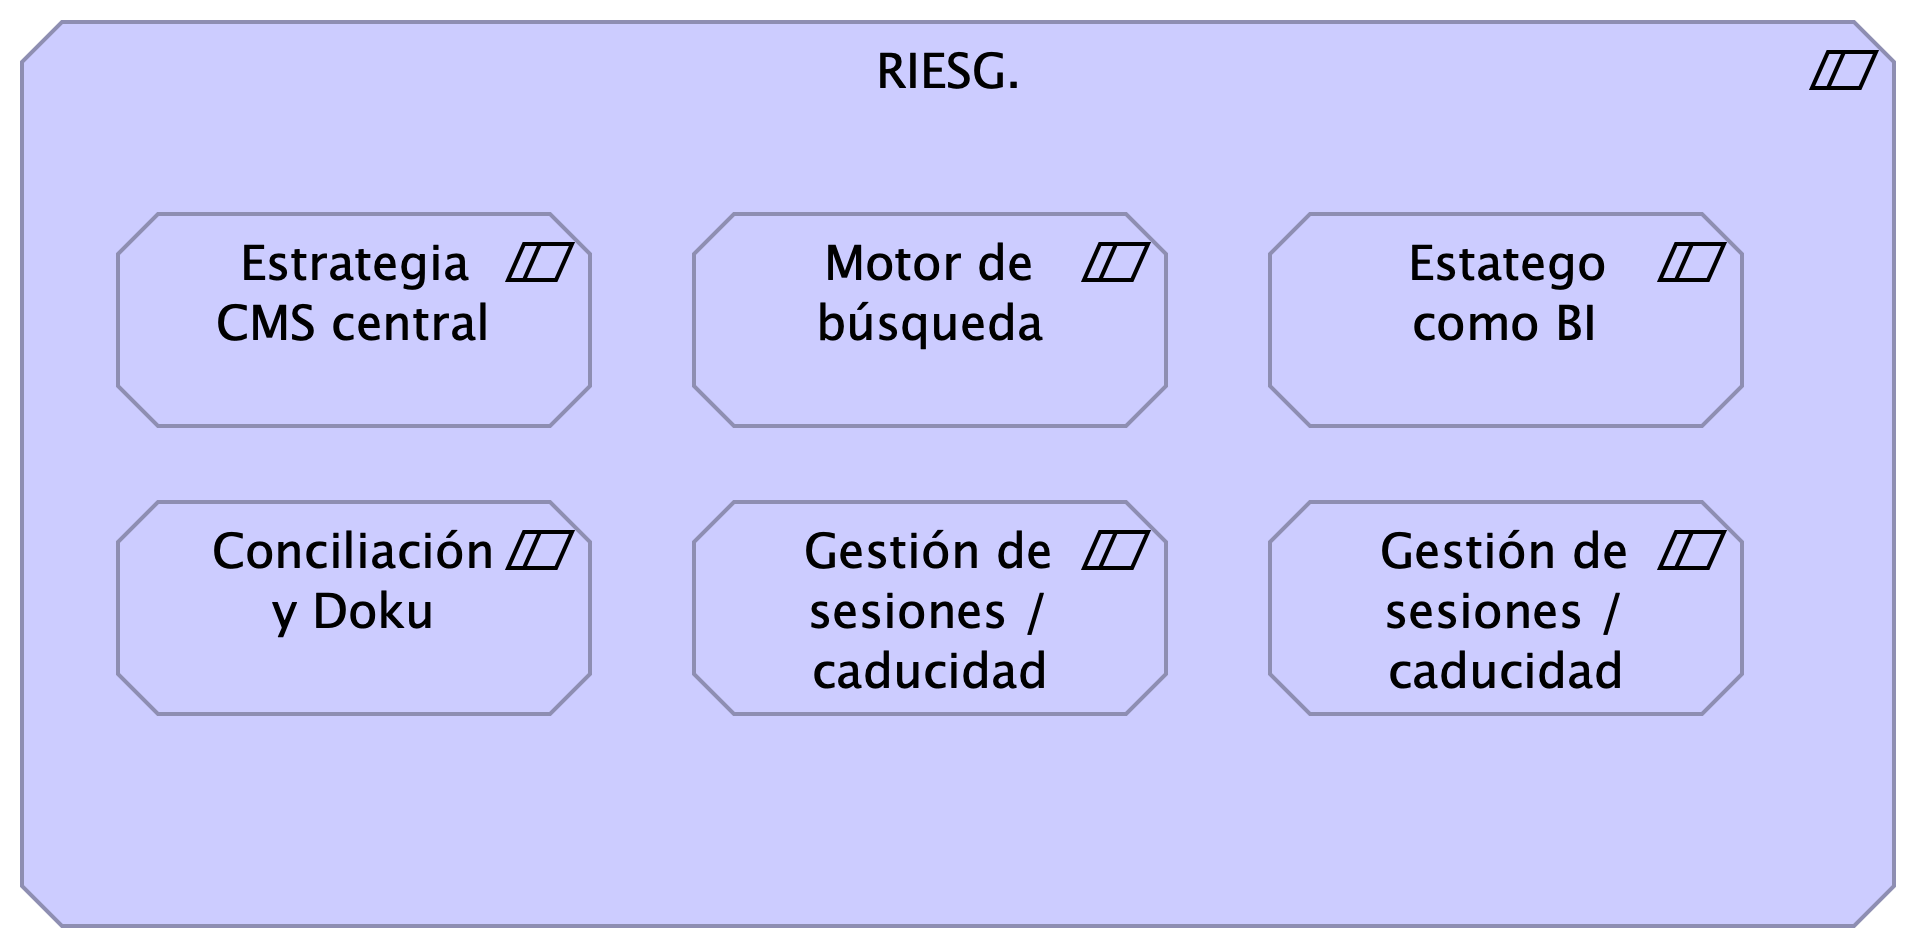 RIESG.
Estrategia
CMS central
Motor de
búsqueda
Estatego
como BI
Conciliación
y Doku
Gestión de
sesiones /
caducidad
Gestión de
sesiones /
caducidad